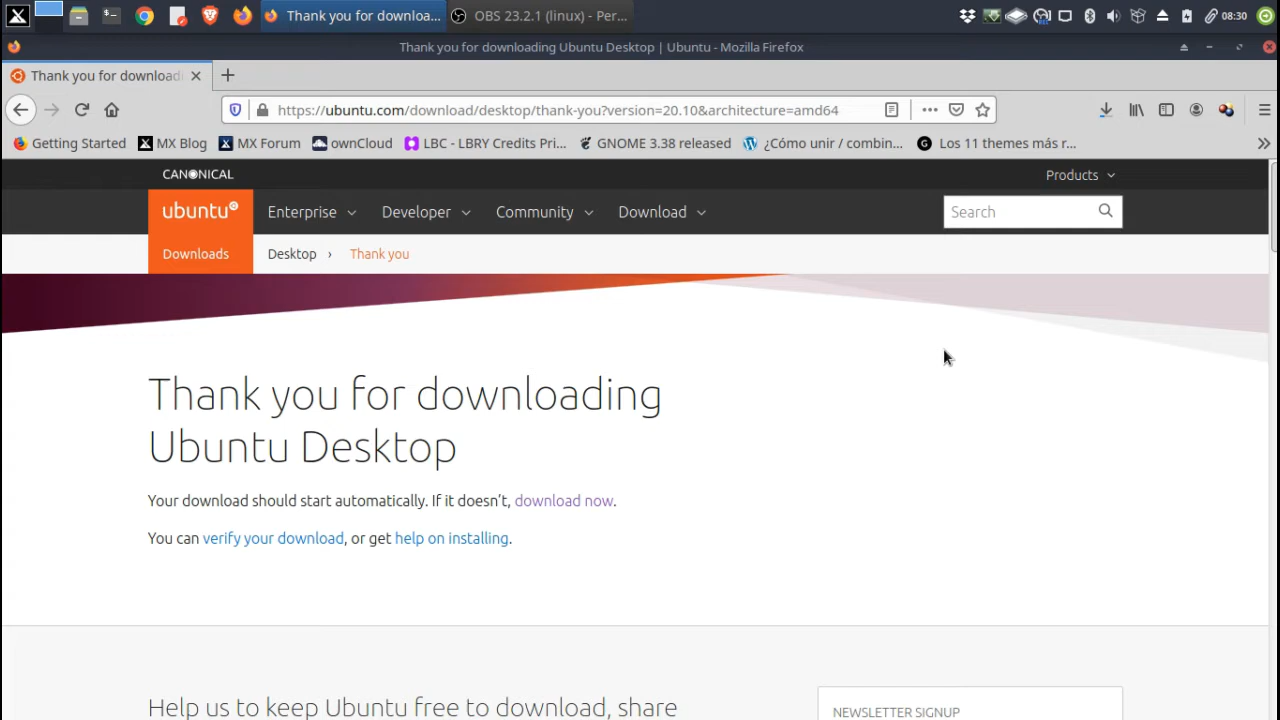 Thank you for downloa... OBS 23.2.1 (linux) - Per... 08:30
Thank you for downloading Ubuntu Desktop | Ubuntu - Mozilla Firefox
Thank you for downloadi
https://ubuntu.com/download/desktop/thank-you?version=20.10&architecture=amd64
Getting Started MX Blog MX Forum ownCloud LBC - LBRY Credits Pri... GNOME 3.38 released ¿Cómo unir / combin... Los 11 themes más r...
CANONICAL Products
ubuntu Enterprise Developer Community Download Search
Downloads Desktop › Thank you
Thank you for downloading
Ubuntu Desktop
Your download should start automatically. If it doesn’t, download now.
You can verify your download, or get help on installing.
Help us to keep Ubuntu free to download, share
NEWSLETTER SIGNUP